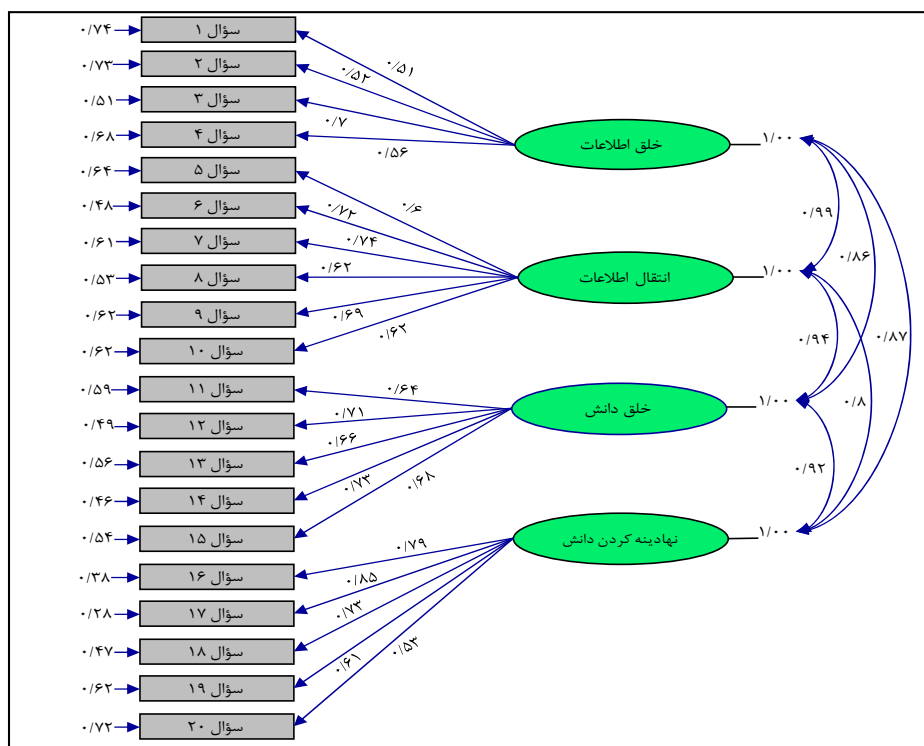 ۰/۷۴ سؤال ۱
۰/۷۳ سؤال ۲
۰/۵۱ سؤال ۳
۰/۶۸ سؤال ۴
۰/۶۴ سؤال ۵
۰/۴۸ سؤال ۶
۰/۶۱ سؤال ۷
۰/۵۳ سؤال ۸
۰/۶۲ سؤال ۹
۰/۶۲ سؤال ۱۰
۰/۵۹ سؤال ۱۱
۰/۴۹ سؤال ۱۲
۰/۵۶ سؤال ۱۳
۰/۴۶ سؤال ۱۴
۰/۵۴ سؤال ۱۵
۰/۳۸ سؤال ۱۶
۰/۲۸ سؤال ۱۷
۰/۴۷ سؤال ۱۸
۰/۶۲ سؤال ۱۹
۰/۷۲ سؤال ۲۰
۰/۵۱
۰/۵۲
۰/۷
۰/۵۶
۰/۶
۰/۷۲
۰/۷۴
۰/۶۲
۰/۶۹
۰/۶۲
۰/۶۴
۰/۷۱
۰/۶۶
۰/۷۳
۰/۶۸
۰/۷۹
۰/۸۵
۰/۷۳
۰/۶۱
۰/۵۳
خلق اطلاعات ۱/۰۰
انتقال اطلاعات ۱/۰۰
خلق دانش ۱/۰۰
نهادینه کردن دانش ۱/۰۰
۰/۹۹
۰/۸۶
۰/۸۷
۰/۹۴
۰/۸
۰/۹۲